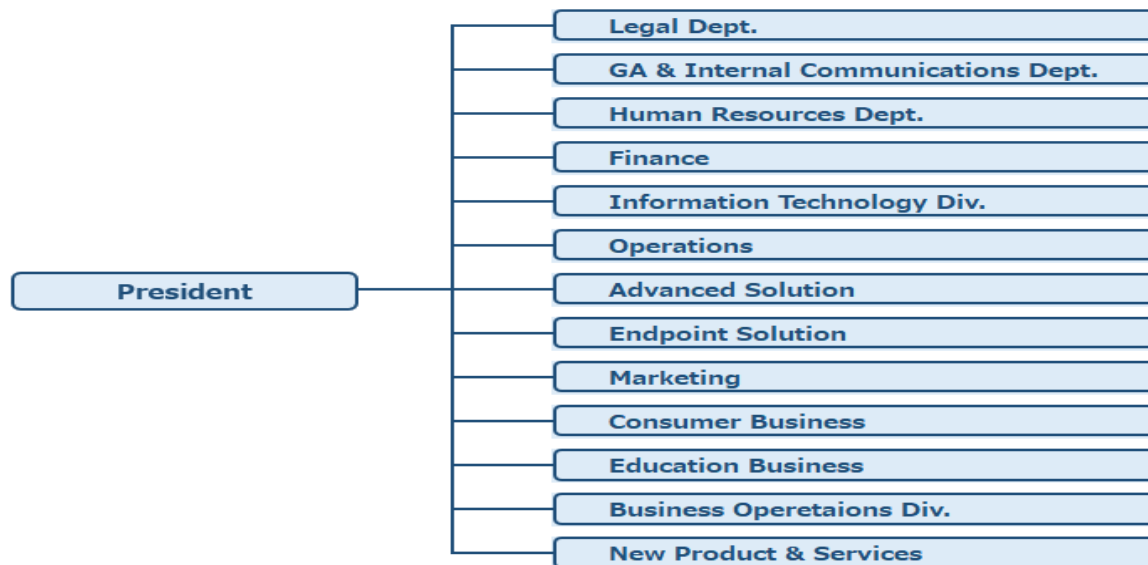 Legal Dept.
GA & Internal Communications Dept.
Human Resources Dept.
Finance
Information Technology Div.
Operations
President
Advanced Solution
Endpoint Solution
Marketing
Consumer Business
Education Business
Business Operetaions Div.
New Product & Services